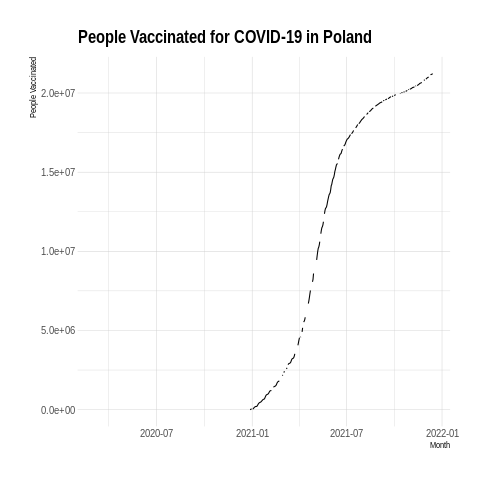 People Vaccinated for COVID-19 in Poland
People Vaccinated
2.0e+07
1.5e+07
1.0e+07
5.0e+06
0.0e+00
2020-07 2021-01 2021-07 2022-01
Month